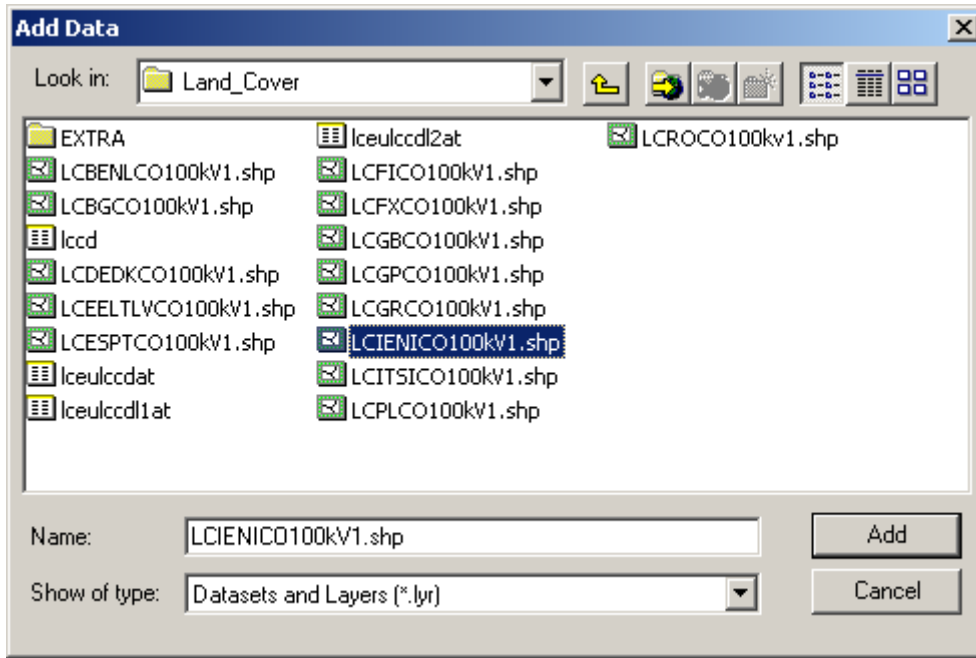 Add Data
Look in: Land_Cover
EXTRA
LCBENLCO100kV1.shp
LCBGCO100kV1.shp
lccd
LCDEDKCO100kV1.shp
LCEELTLVCO100kV1.shp
LCESPTCO100kV1.shp
lceulccdat
lceulccdl1at
lceulccdl2at
LCFICO100kV1.shp
LCFXCO100kV1.shp
LCGBCO100kV1.shp
LCGPCO100kV1.shp
LCGRCO100kV1.shp
LCIENICO100kV1.shp
LCITSICO100kV1.shp
LCPLCO100kV1.shp
LCROCO100kv1.shp
Name: LCIENICO100kV1.shp
Add
Show of type: Datasets and Layers (*.lyr)
Cancel